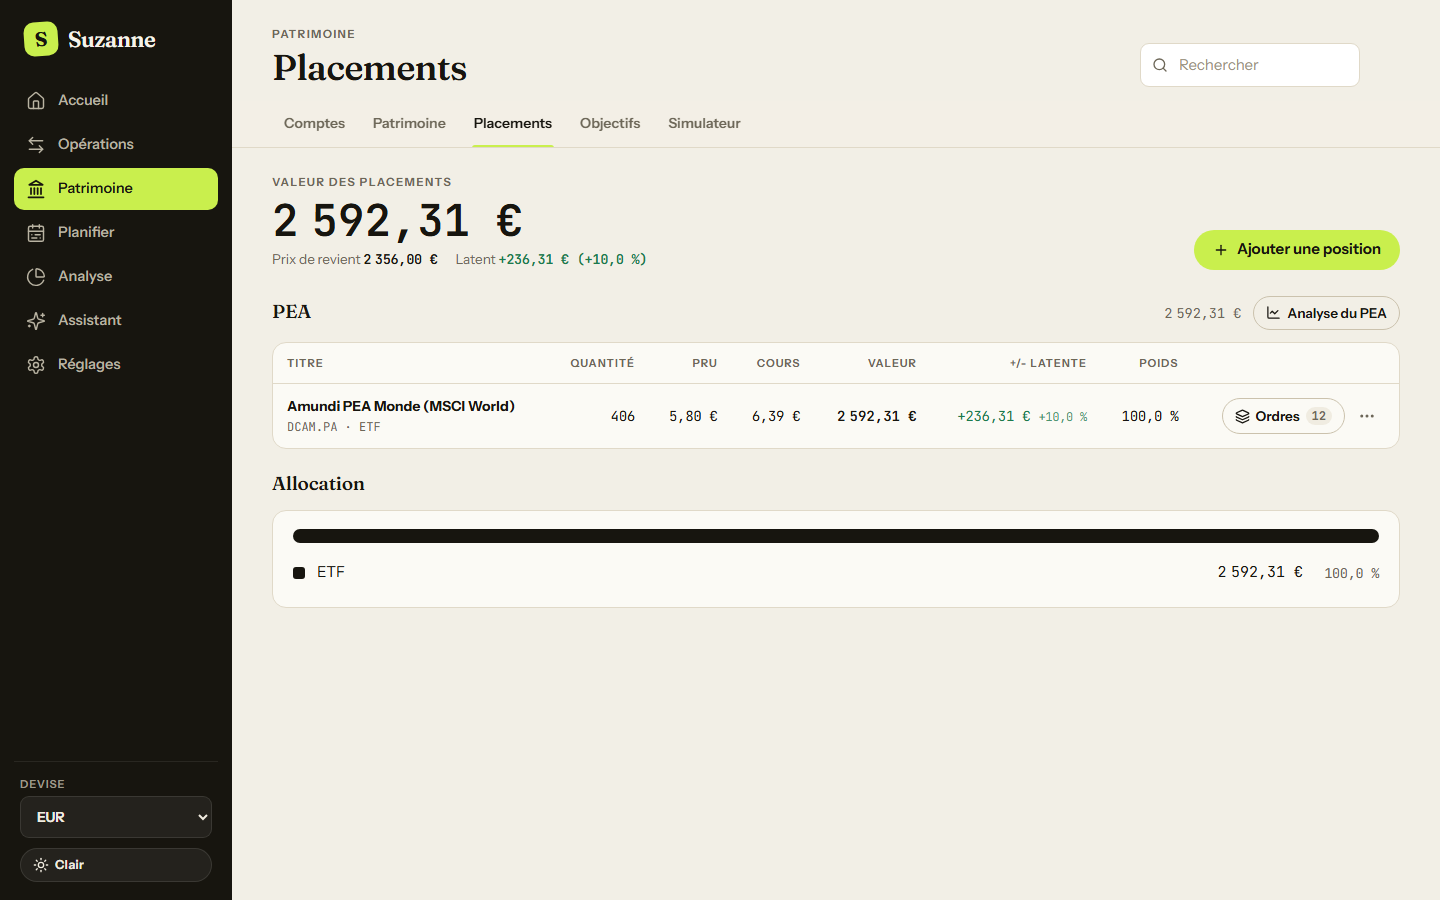 S Suzanne
Accueil
Opérations
Patrimoine
Planifier
Analyse
Assistant
Réglages
DEVISE
EUR
Clair
PATRIMOINE
Placements
Rechercher
Comptes Patrimoine Placements Objectifs Simulateur
VALEUR DES PLACEMENTS
2 592,31 €
Prix de revient 2 356,00 € Latent +236,31 € (+10,0 %)
+ Ajouter une position
PEA 2 592,31 € Analyse du PEA
TITRE QUANTITÉ PRU COURS VALEUR +/- LATENTE POIDS
Amundi PEA Monde (MSCI World) 406 5,80 € 6,39 € 2 592,31 € +236,31 € +10,0 % 100,0 % Ordres 12 ...
DCAM.PA · ETF
Allocation
ETF 2 592,31 € 100,0 %